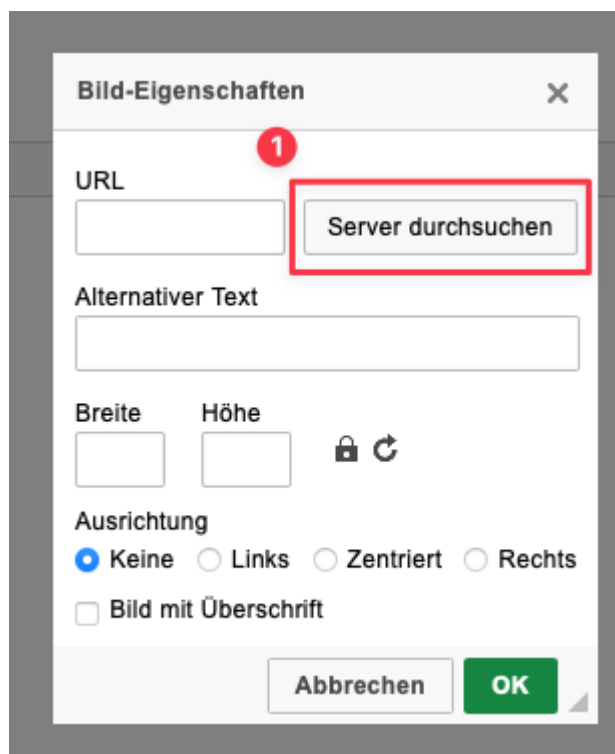 Bild-Eigenschaften
1
URL
Server durchsuchen
Alternativer Text
Breite Höhe
Ausrichtung
Keine Links Zentriert Rechts
Bild mit Überschrift
Abbrechen OK